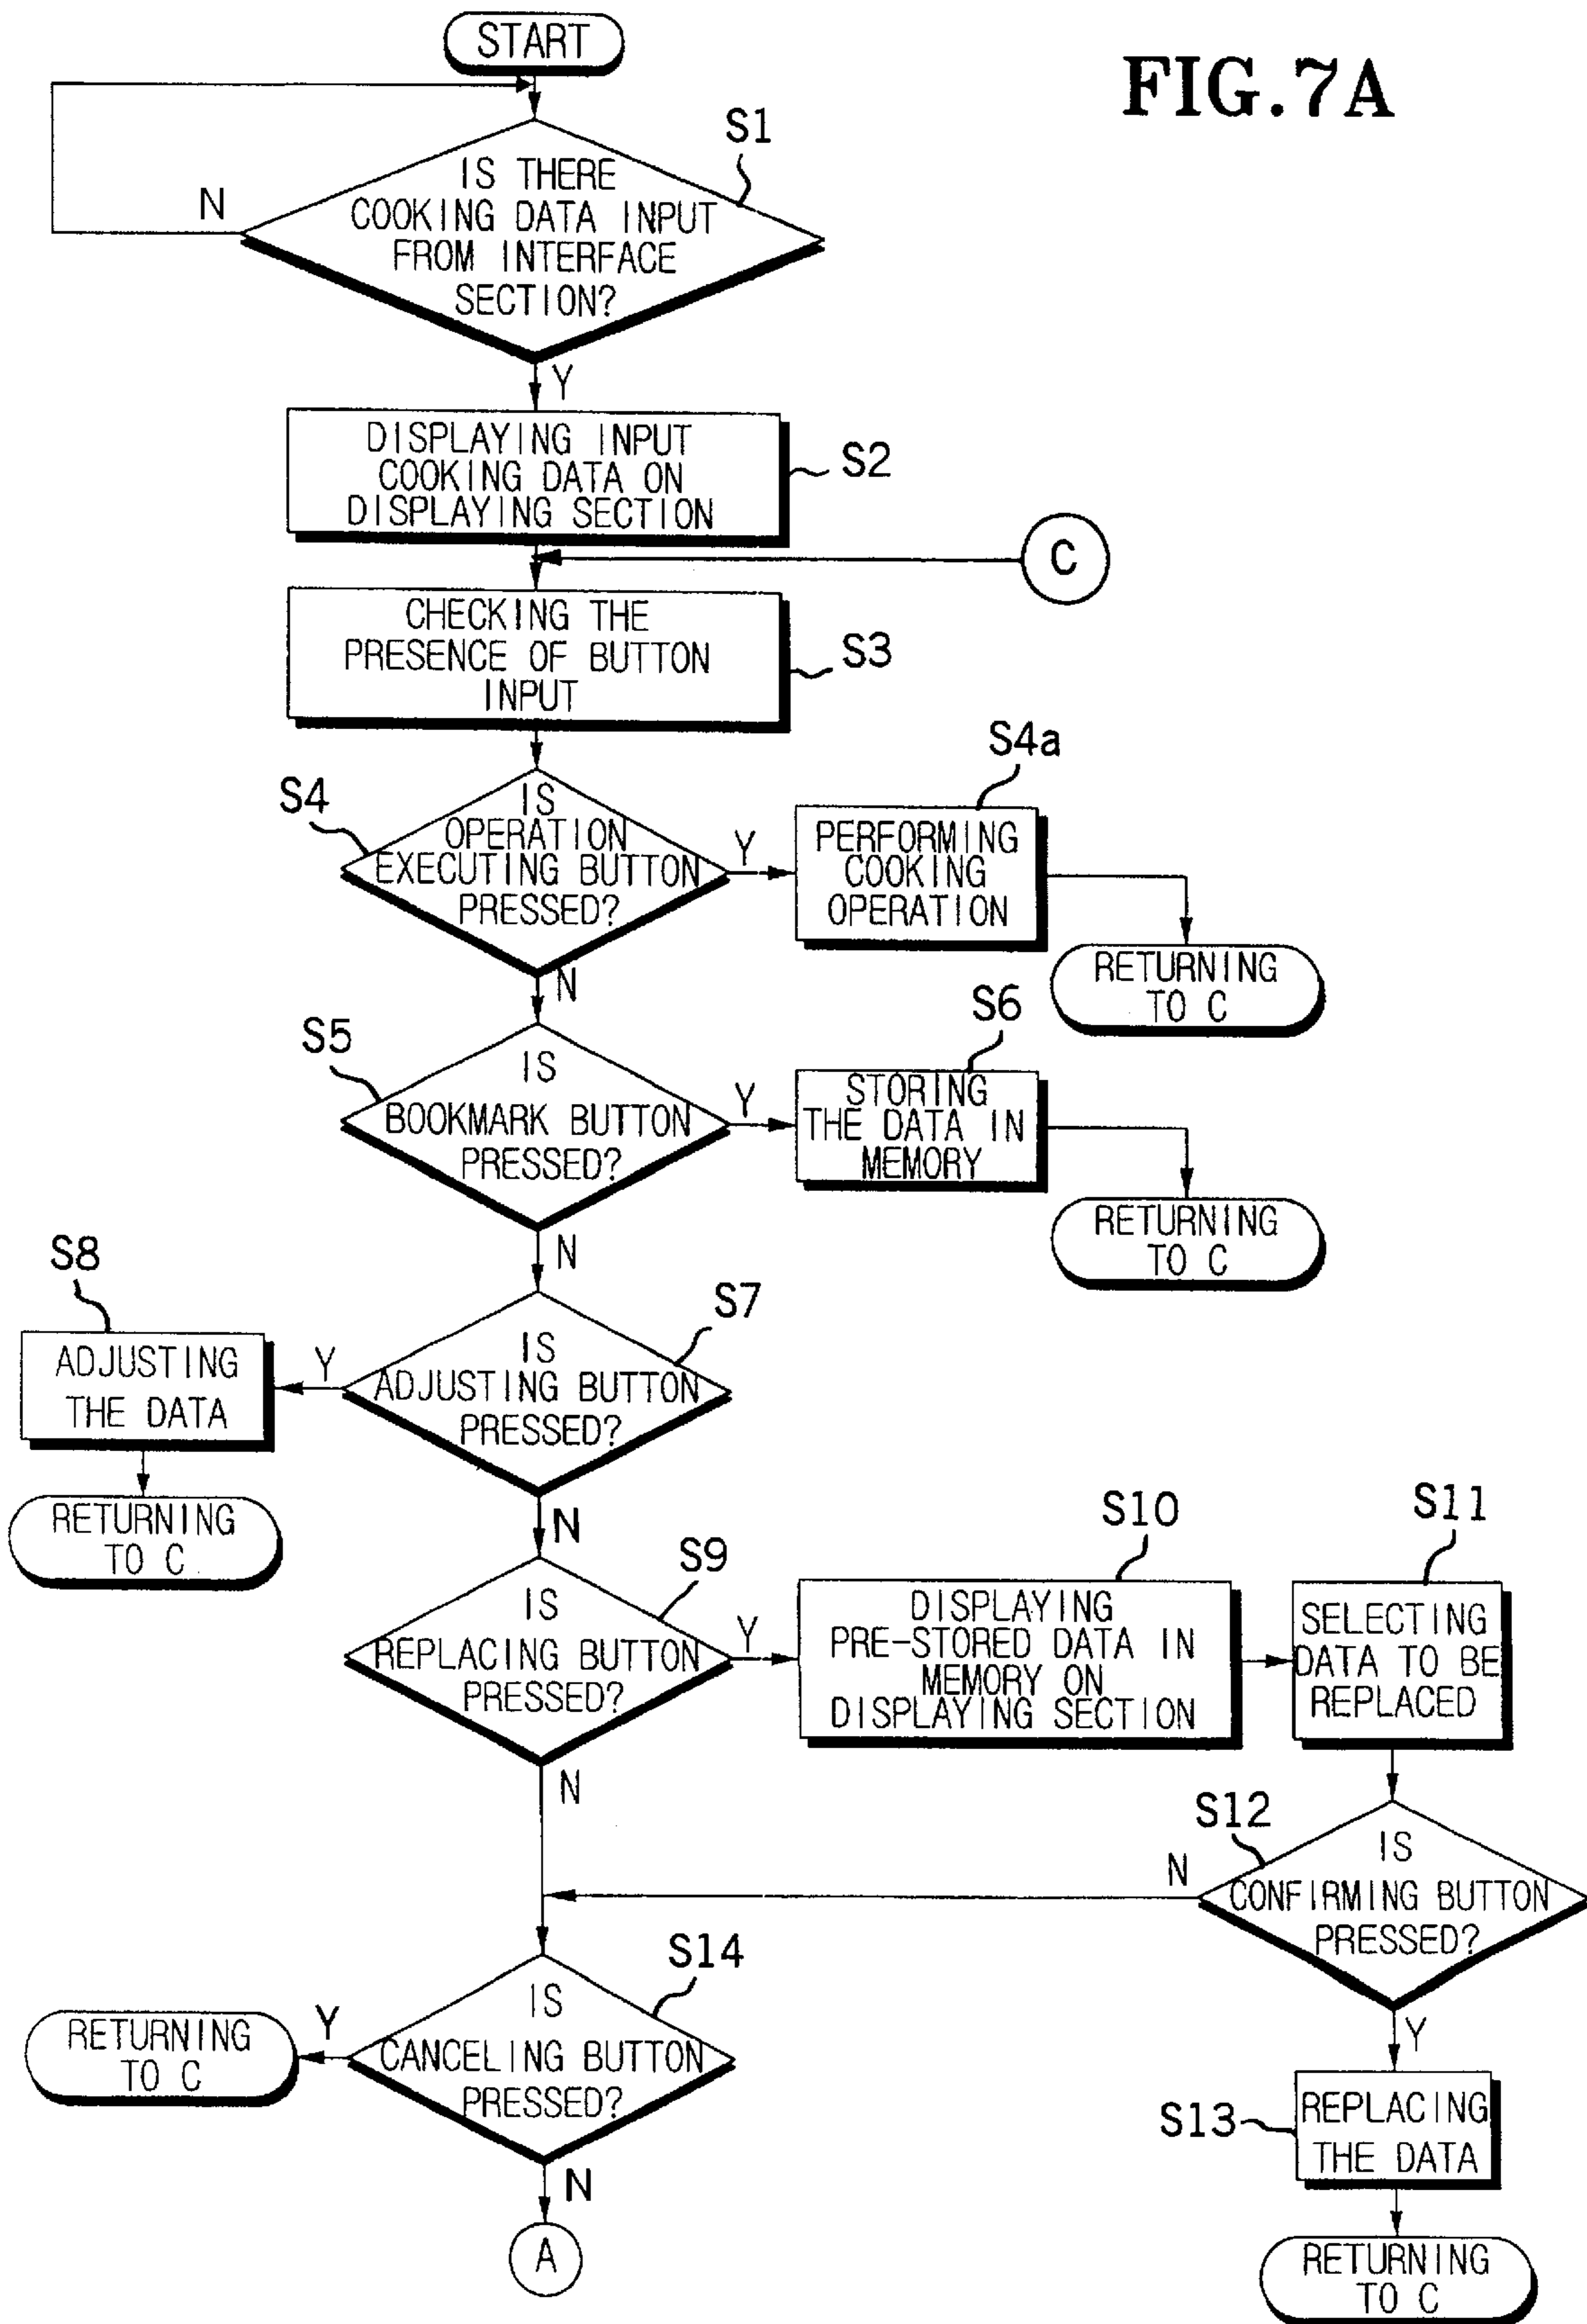 START
FIG.7A
S1
IS THERE
COOKING DATA INPUT
FROM INTERFACE
SECTION?
N
Y
DISPLAYING INPUT
COOKING DATA ON
DISPLAYING SECTION
S2
C
CHECKING THE
PRESENCE OF BUTTON
INPUT
S3
S4
IS
OPERATION
EXECUTING BUTTON
PRESSED?
Y
S4a
PERFORMING
COOKING
OPERATION
RETURNING
TO C
N
S5
IS
BOOKMARK BUTTON
PRESSED?
Y
S6
STORING
THE DATA IN
MEMORY
RETURNING
TO C
N
S7
IS
ADJUSTING BUTTON
PRESSED?
Y
S8
ADJUSTING
THE DATA
RETURNING
TO C
N
S9
IS
REPLACING BUTTON
PRESSED?
Y
S10
DISPLAYING
PRE-STORED DATA IN
MEMORY ON
DISPLAYING SECTION
S11
SELECTING
DATA TO BE
REPLACED
N
S12
IS
CONFIRMING BUTTON
PRESSED?
N
Y
S13
REPLACING
THE DATA
RETURNING
TO C
S14
IS
CANCELING BUTTON
PRESSED?
Y
RETURNING
TO C
N
A